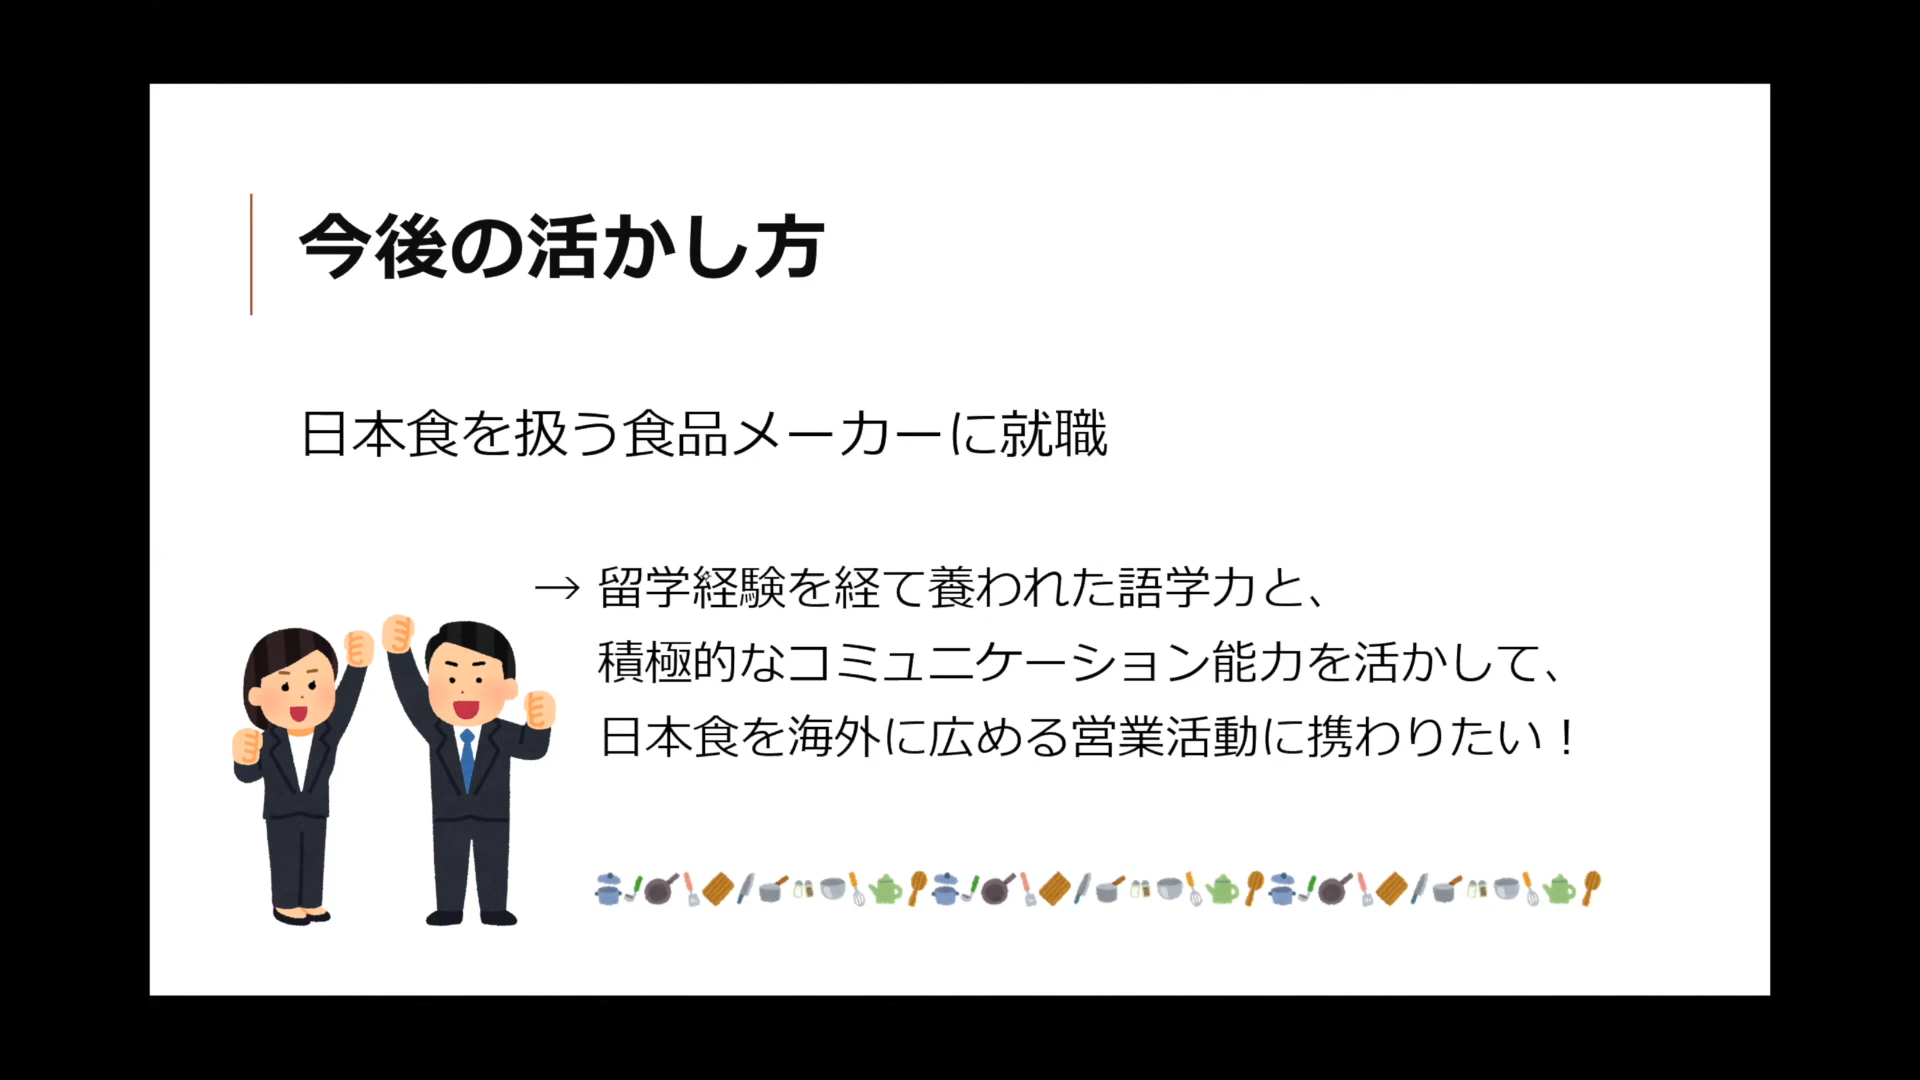 今後の活かし方
日本食を扱う食品メーカーに就職
→ 留学経験を経て養われた語学力と、
積極的なコミュニケーション能力を活かして、
日本食を海外に広める営業活動に携わりたい！